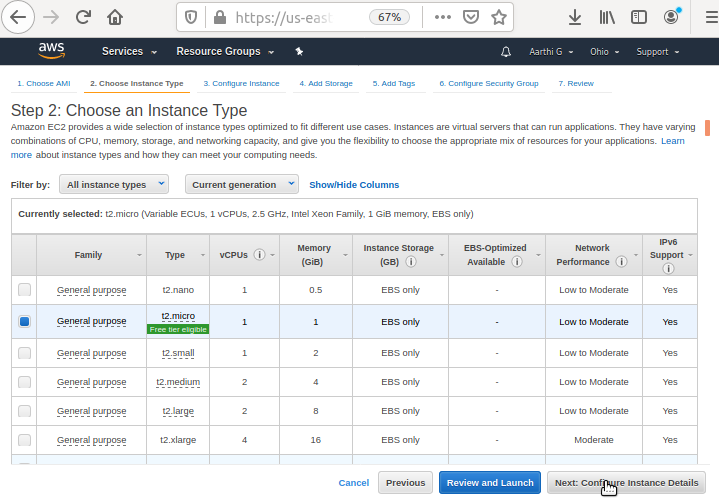 https://us-eas
67%
aws
Services
Resource Groups
Aarthi G
Ohio
Support
1. Choose AMI
2. Choose Instance Type
3. Configure Instance
4. Add Storage
5. Add Tags
6. Configure Security Group
7. Review
Step 2: Choose an Instance Type
Amazon EC2 provides a wide selection of instance types optimized to fit different use cases. Instances are virtual servers that can run applications. They have varying
combinations of CPU, memory, storage, and networking capacity, and give you the flexibility to choose the appropriate mix of resources for your applications. Learn
more about instance types and how they can meet your computing needs.
Filter by: All instance types Current generation Show/Hide Columns
Currently selected: t2.micro (Variable ECUs, 1 vCPUs, 2.5 GHz, Intel Xeon Family, 1 GiB memory, EBS only)
Family
Type
vCPUs
Memory
(GiB)
Instance Storage
(GB)
EBS-Optimized
Available
Network
Performance
IPv6
Support
General purpose t2.nano 1 0.5 EBS only - Low to Moderate Yes
General purpose t2.micro 1 1 EBS only - Low to Moderate Yes
Free tier eligible
General purpose t2.small 1 2 EBS only - Low to Moderate Yes
General purpose t2.medium 2 4 EBS only - Low to Moderate Yes
General purpose t2.large 2 8 EBS only - Low to Moderate Yes
General purpose t2.xlarge 4 16 EBS only - Moderate Yes
Cancel
Previous
Review and Launch
Next: Configure Instance Details